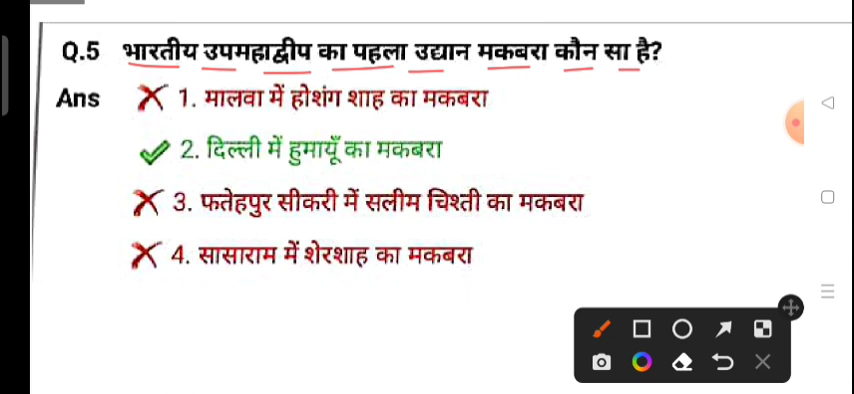 Q.5 भारतीय उपमहाद्वीप का पहला उद्यान मकबरा कौन सा है?
Ans 1. मालवा में होशंग शाह का मकबरा
2. दिल्ली में हुमायूँ का मकबरा
3. फतेहपुर सीकरी में सलीम चिश्ती का मकबरा
4. सासाराम में शेरशाह का मकबरा